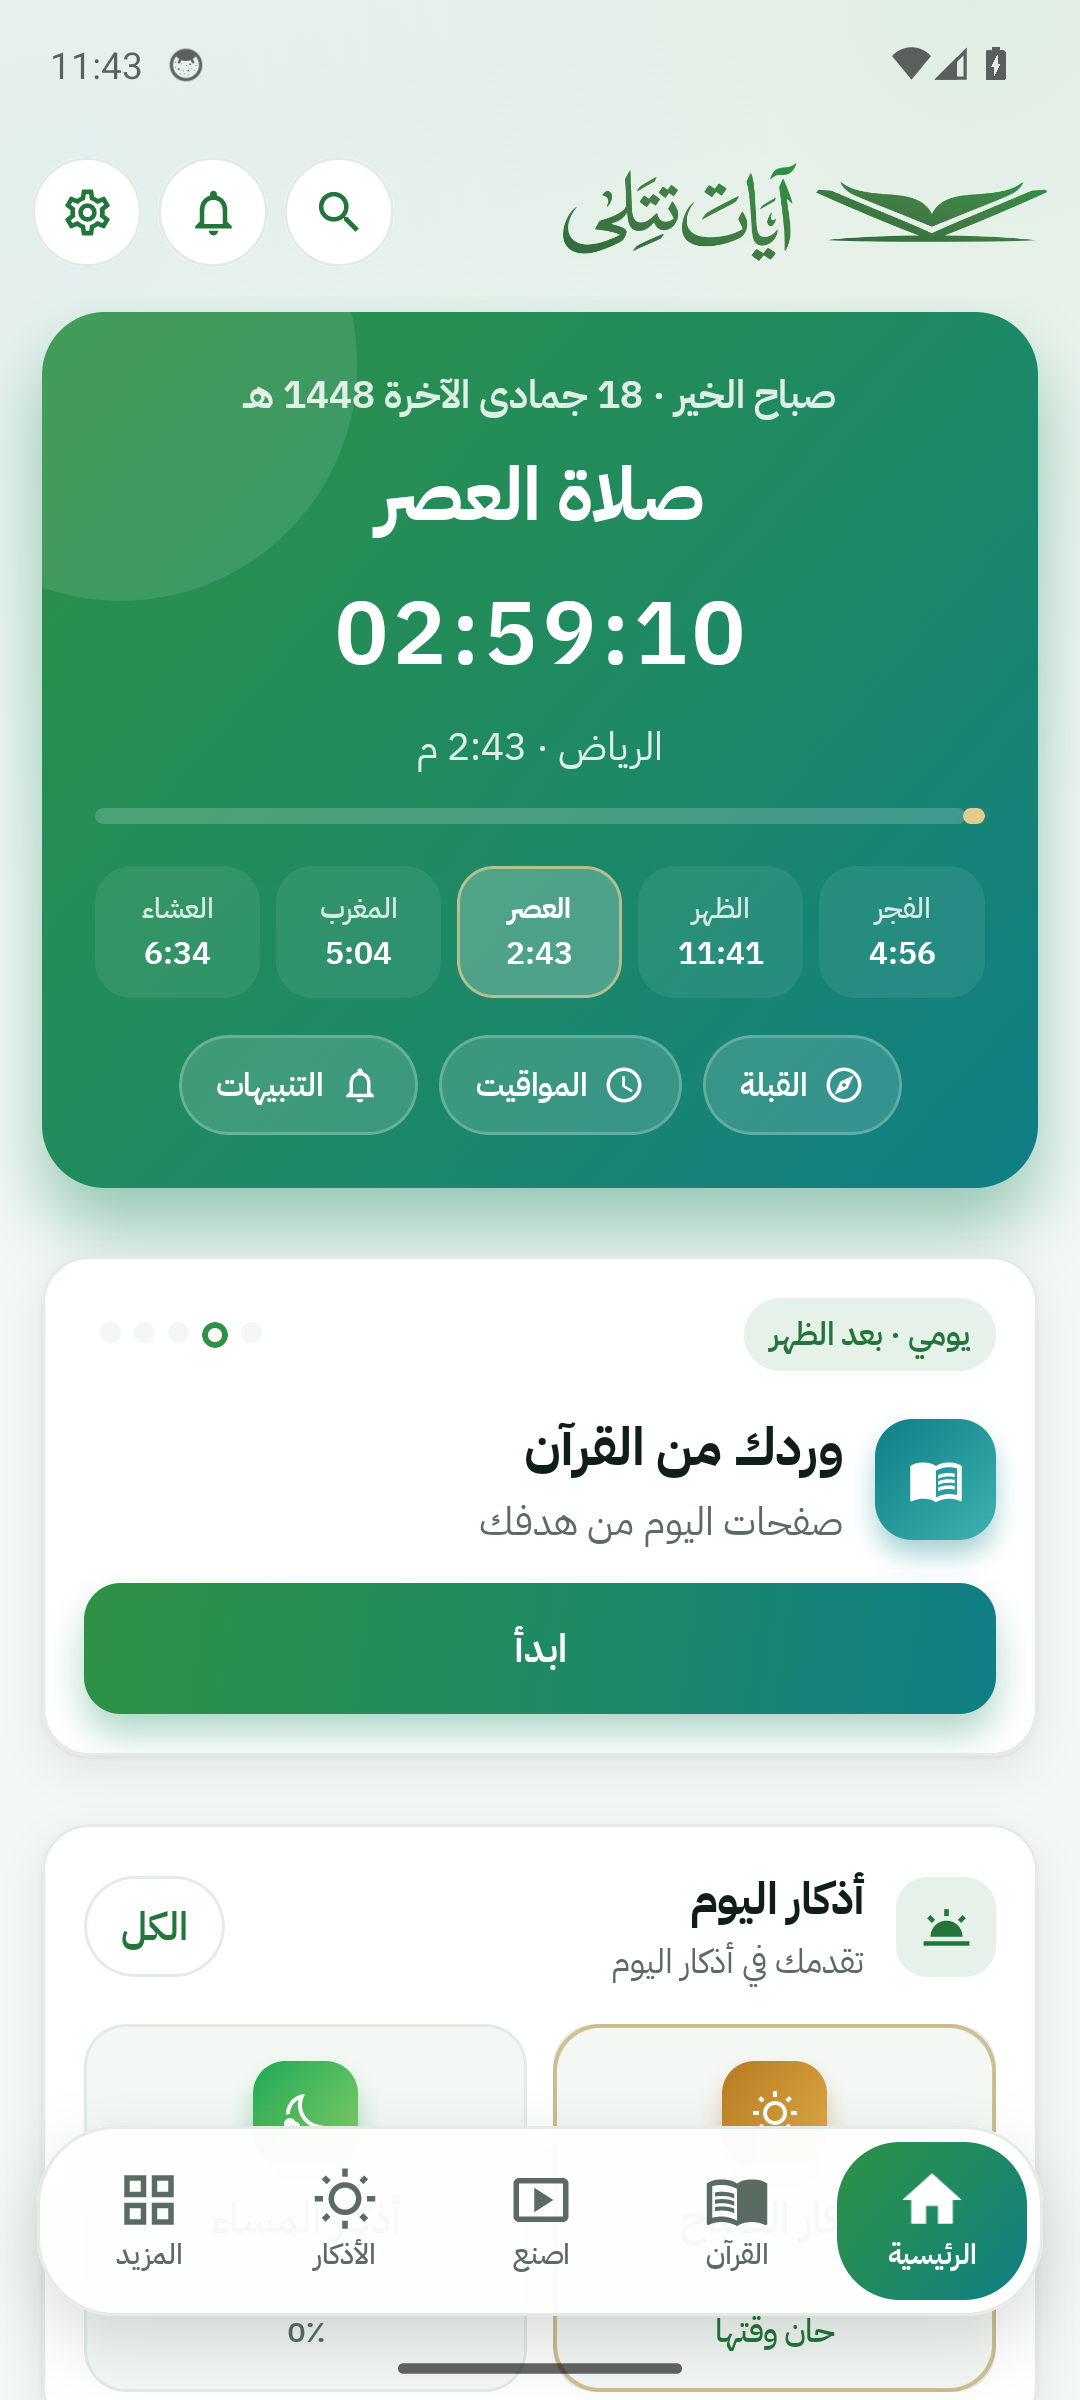 11:43
آيات تتلى
صباح الخير · 18 جمادى الآخرة 1448 هـ
صلاة العصر
02:59:10
الرياض · 2:43 م
الفجر
4:56
الظهر
11:41
العصر
2:43
المغرب
5:04
العشاء
6:34
القبلة
المواقيت
التنبيهات
يومي · بعد الظهر
وردك من القرآن
صفحات اليوم من هدفك
ابدأ
أذكار اليوم
تقدمك في أذكار اليوم
الكل
أذكار المساء
الرئيسية
القرآن
اصنع
الأذكار
المزيد
حان وقتها
0٪